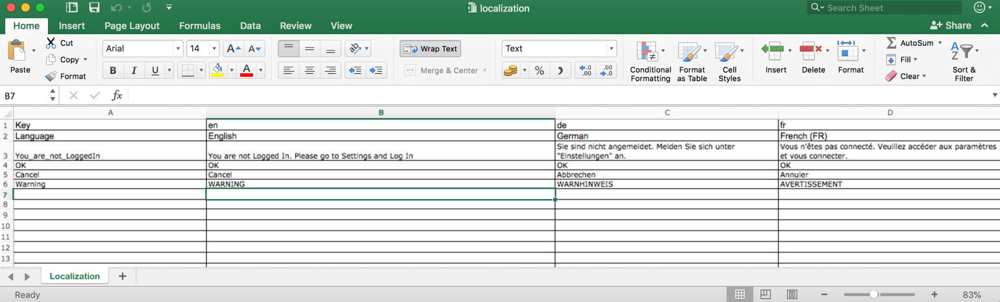 localization
Search Sheet
Home Insert Page Layout Formulas Data Review View
Share
Paste
Cut
Copy
Format
Arial
14
A A
B I U A
Wrap Text
Merge & Center
Text
%
.0
.00
.00
.0
Conditional
Formatting
Format
as Table
Cell
Styles
Insert
Delete
Format
AutoSum
Fill
Clear
A
Z
Sort &
Filter
B7
fx
A B C D
1 Key en de fr
2 Language English German French (FR)
3 You_are_not_LoggedIn You are not Logged In. Please go to Settings and Log In
Sie sind nicht angemeldet. Melden Sie sich unter
"Einstellungen" an.
Vous n'êtes pas connecté. Veuillez accéder aux paramètres
et vous connecter.
4 OK OK OK OK
5 Cancel Cancel Abbrechen Annuler
6 Warning WARNING WARNHINWEIS AVERTISSEMENT
7
8
9
10
11
12
13
Localization
Ready
83%